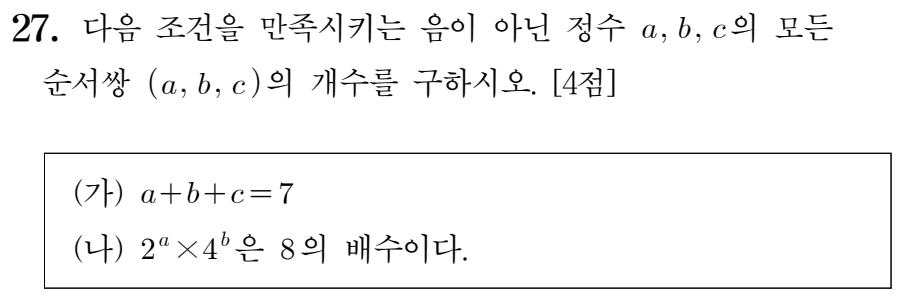 27. 다음 조건을 만족시키는 음이 아닌 정수 a, b, c의 모든
순서쌍 (a, b, c)의 개수를 구하시오. [4점]
(가) a+b+c=7
(나) 2^a×4^b은 8의 배수이다.